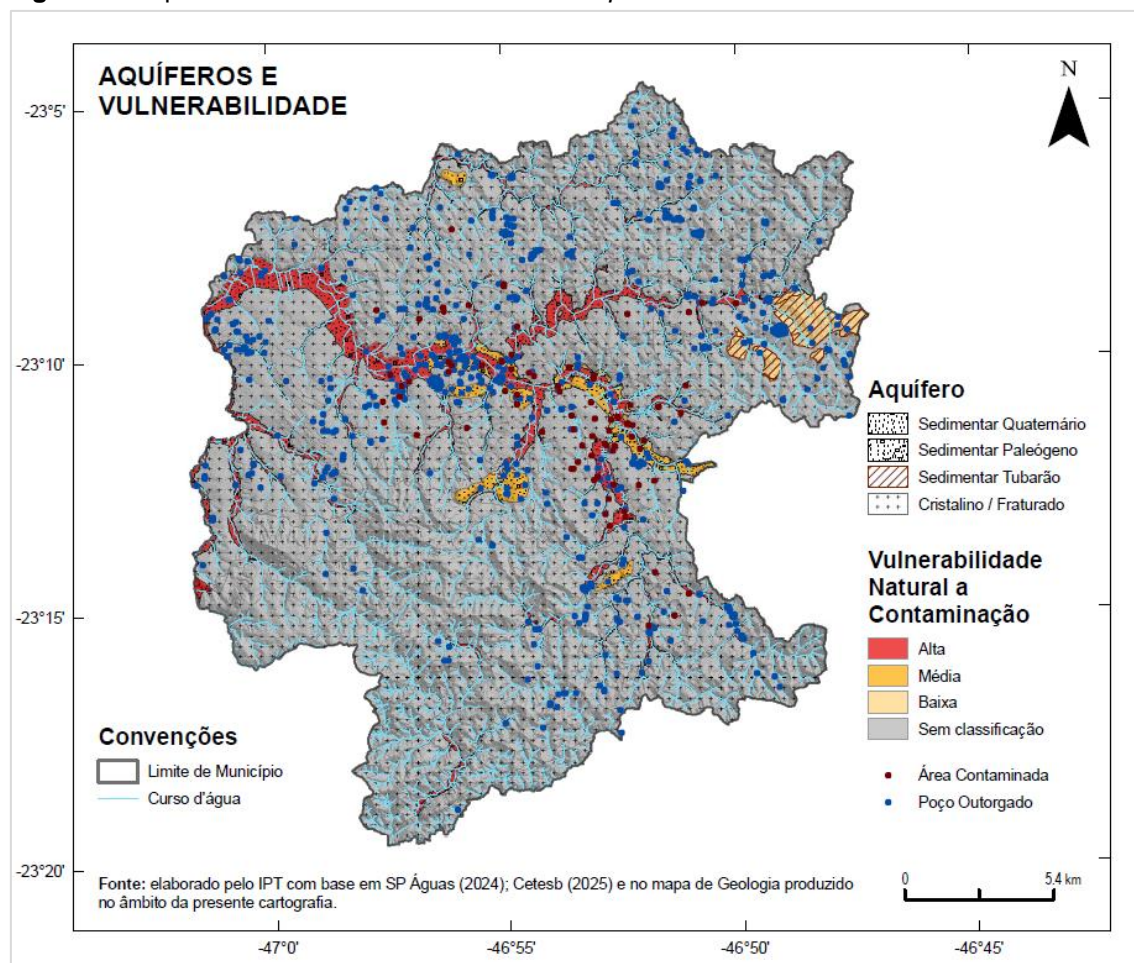 AQUÍFEROS E
VULNERABILIDADE
N
-23°5'
-23°10'
-23°15'
-23°20'
Aquífero
Sedimentar Quaternário
Sedimentar Paleógeno
Sedimentar Tubarão
Cristalino / Fraturado
Vulnerabilidade
Natural a
Contaminação
Alta
Média
Baixa
Sem classificação
Área Contaminada
Poço Outorgado
Convenções
Limite de Município
Curso d'água
Fonte: elaborado pelo IPT com base em SP Águas (2024); Cetesb (2025) e no mapa de Geologia produzido
no âmbito da presente cartografia.
0 5.4 km
-47°0' -46°55' -46°50' -46°45'